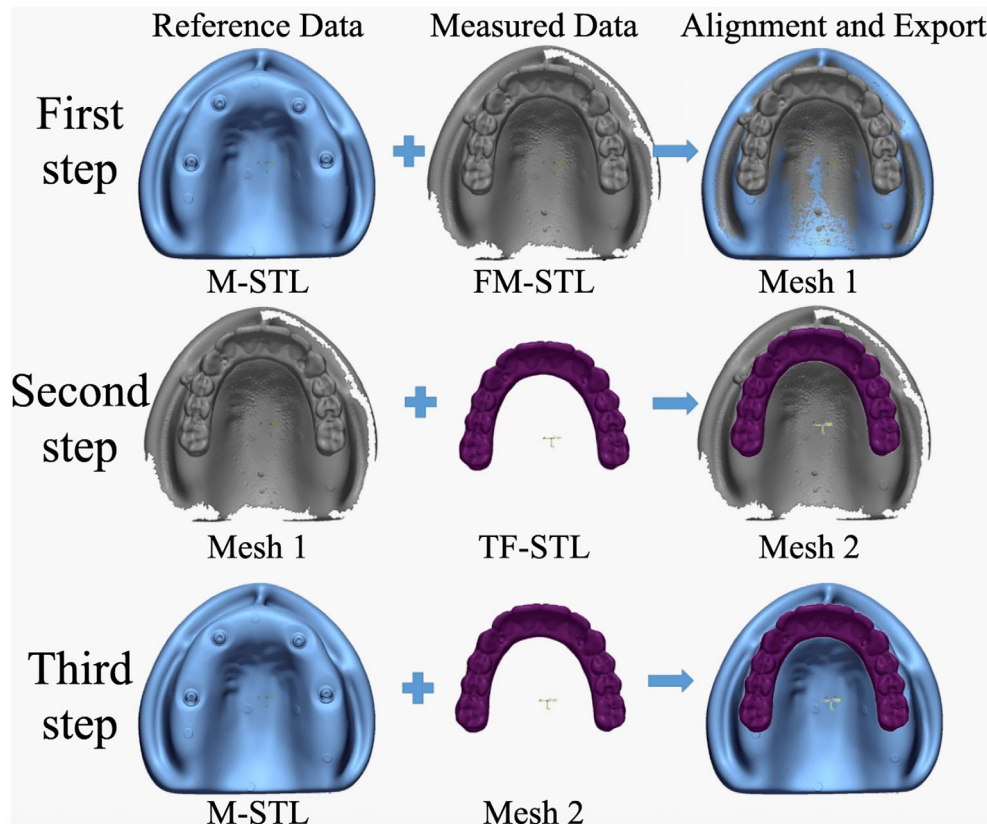 Reference Data
Measured Data
Alignment and Export
First
step
M-STL
FM-STL
Mesh 1
Second
step
Mesh 1
TF-STL
Mesh 2
Third
step
M-STL
Mesh 2